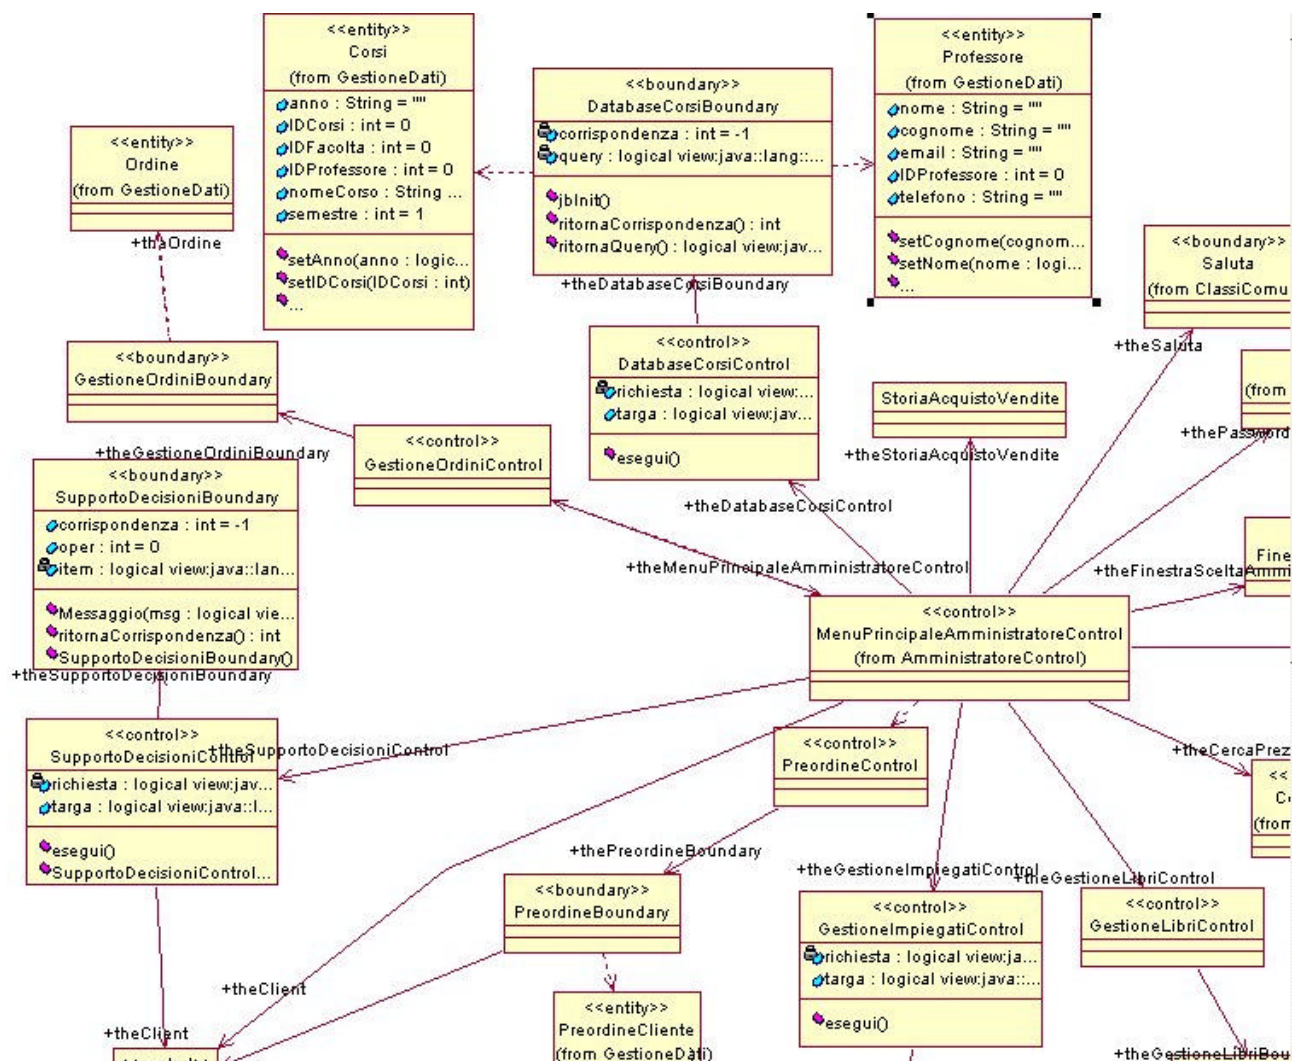 <<entity>>
Corsi
(from GestioneDati)
anno : String = ""
IDCorsi : int = 0
IDFacolta : int = 0
IDProfessore : int = 0
nomeCorso : String ...
semestre : int = 1
setAnno(anno : logic...
setIDCorsi(IDCorsi : int)
...
<<entity>>
Professore
(from GestioneDati)
nome : String = ""
cognome : String = ""
email : String = ""
IDProfessore : int = 0
telefono : String = ""
setCognome(cognom...
setNome(nome : logi...
...
<<boundary>>
DatabaseCorsiBoundary
corrispondenza : int = -1
query : logical view:java::lang::...
jbInit()
ritornaCorrispondenza() : int
ritornaQuery() : logical view:jav...
+theDatabaseCorsiBoundary
<<entity>>
Ordine
(from GestioneDati)
+theOrdine
<<boundary>>
Saluta
(from ClassiComu
+theSaluta
<<boundary>>
GestioneOrdiniBoundary
+theGestioneOrdiniBoundary
<<control>>
DatabaseCorsiControl
richiesta : logical view:...
targa : logical view:jav...
esegui()
+theDatabaseCorsiControl
StoriaAcquistoVendite
+theStoriaAcquistoVendite
(from
+thePassword
<<control>>
GestioneOrdiniControl
<<boundary>>
SupportoDecisioniBoundary
corrispondenza : int = -1
oper : int = 0
item : logical view:java::lan...
Messaggio(msg : logical vie...
ritornaCorrispondenza() : int
SupportoDecisioniBoundary()
+theSupportoDecisioniBoundary
+theMenuPrincipaleAmministratoreControl
Fine
+theFinestraSceltaAmmini
<<control>>
MenuPrincipaleAmministratoreControl
(from AmministratoreControl)
<<control>>
SupportoDecisioniControl
richiesta : logical view:jav...
targa : logical view:java::l...
esegui()
SupportoDecisioniControl...
+theSupportoDecisioniControl
<<control>>
PreordineControl
+theCercaPrez
<<
(from
+thePreordineBoundary
+theGestioneImpiegatiControl
+theGestioneLibriControl
<<boundary>>
PreordineBoundary
<<control>>
GestioneImpiegatiControl
richiesta : logical view:ja...
targa : logical view:java::...
esegui()
<<control>>
GestioneLibriControl
+theClient
+theClient
<<entity>>
PreordineCliente
(from GestioneDati)
+theGestioneLibriBou